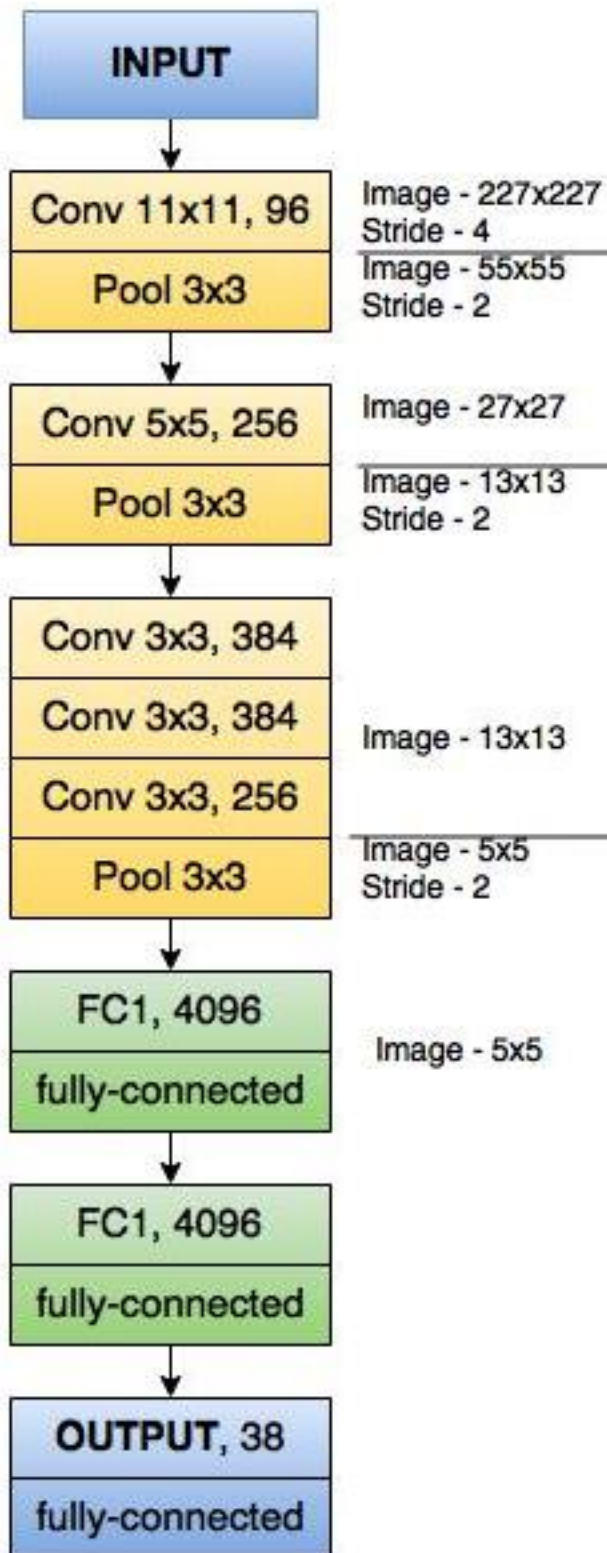 INPUT
Conv 11x11, 96
Image - 227x227
Stride - 4
Pool 3x3
Image - 55x55
Stride - 2
Conv 5x5, 256
Image - 27x27
Pool 3x3
Image - 13x13
Stride - 2
Conv 3x3, 384
Conv 3x3, 384
Image - 13x13
Conv 3x3, 256
Pool 3x3
Image - 5x5
Stride - 2
FC1, 4096
Image - 5x5
fully-connected
FC1, 4096
fully-connected
OUTPUT, 38
fully-connected